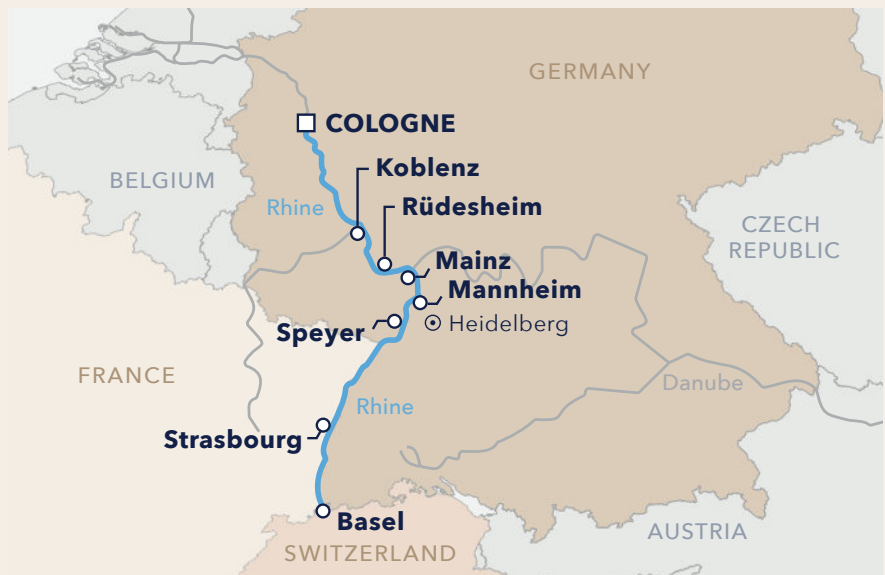 GERMANY
COLOGNE
Koblenz
BELGIUM
Rhine
Rüdesheim
CZECH
REPUBLIC
Mainz
Mannheim
Speyer
Heidelberg
FRANCE
Danube
Rhine
Strasbourg
Basel
AUSTRIA
SWITZERLAND